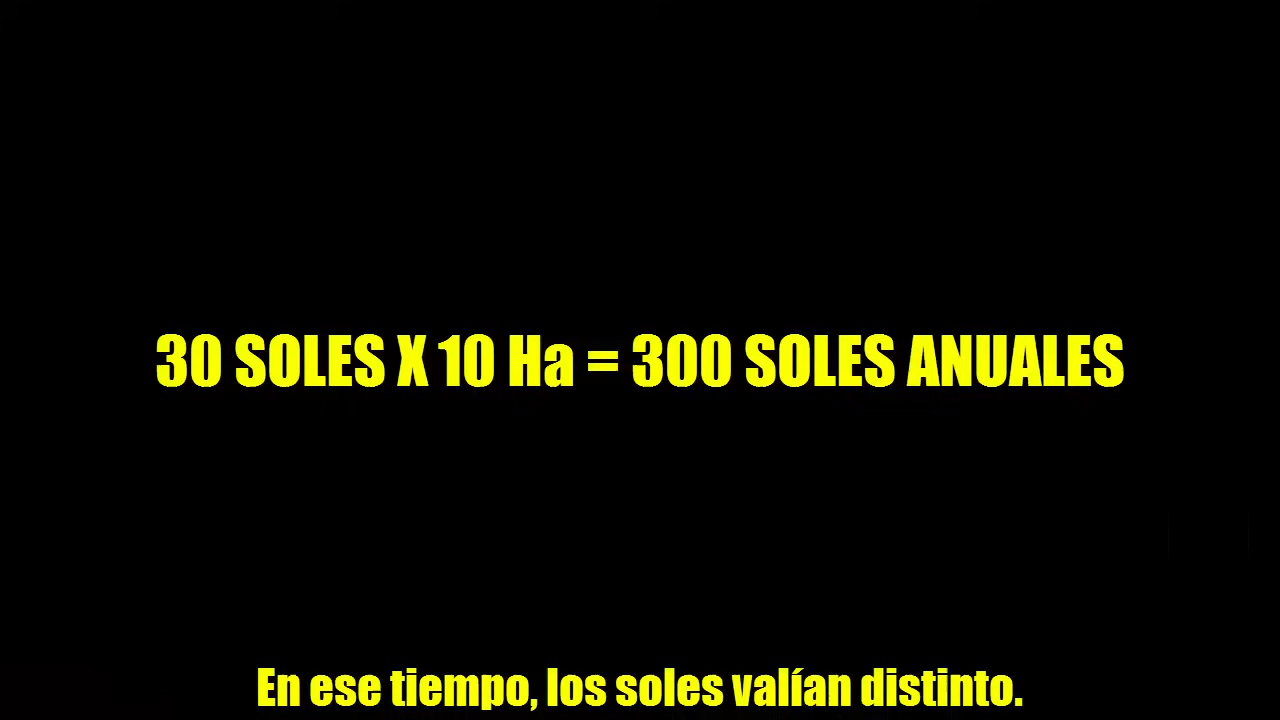 30 SOLES X 10 Ha = 300 SOLES ANUALES
En ese tiempo, los soles valían distinto.